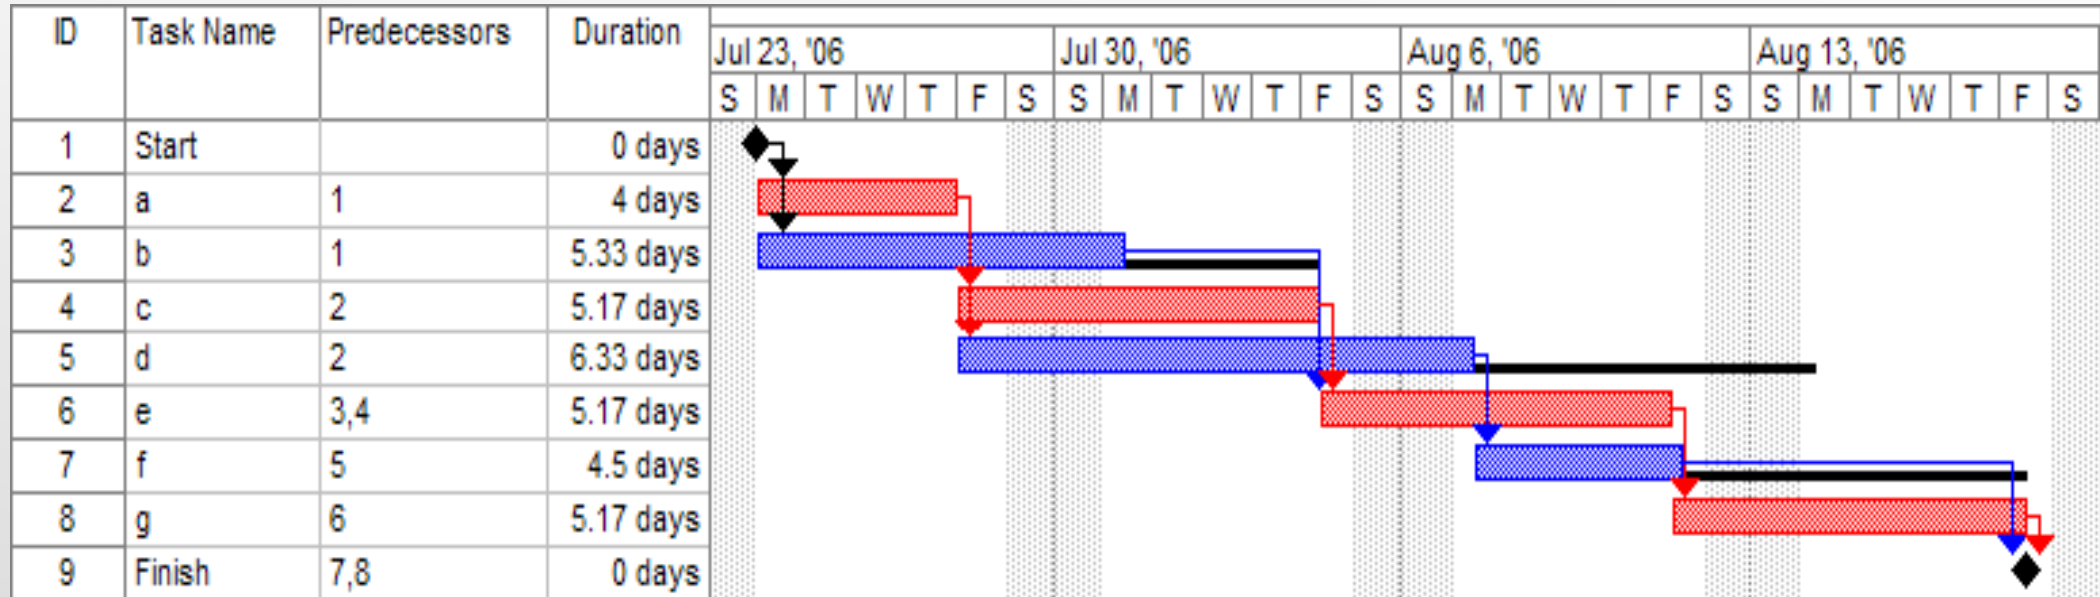 ID Task Name Predecessors Duration
Jul 23, '06 Jul 30, '06 Aug 6, '06 Aug 13, '06
S M T W T F S S M T W T F S S M T W T F S S M T W T F S
1 Start 0 days
2 a 1 4 days
3 b 1 5.33 days
4 c 2 5.17 days
5 d 2 6.33 days
6 e 3,4 5.17 days
7 f 5 4.5 days
8 g 6 5.17 days
9 Finish 7,8 0 days